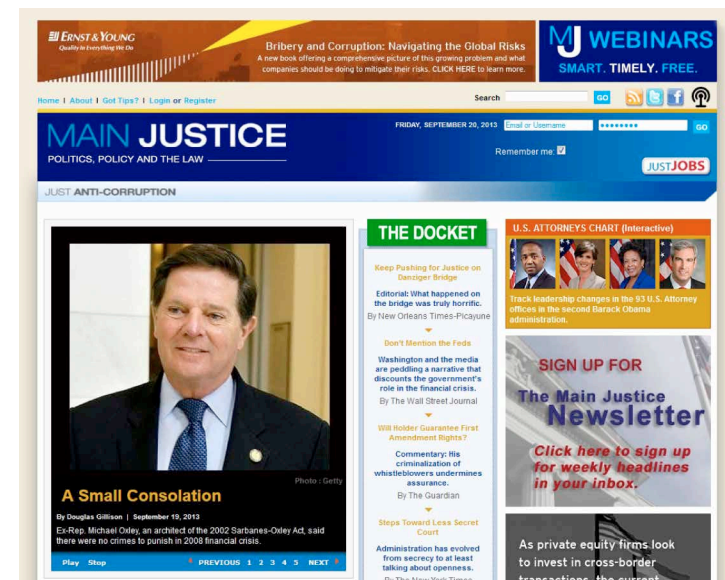 ERNST & YOUNG
Quality In Everything We Do
Bribery and Corruption: Navigating the Global Risks
A new book offering a comprehensive picture of this growing problem and what
companies should be doing to mitigate their risks. CLICK HERE to learn more.
MJ WEBINARS
SMART. TIMELY. FREE.
Home | About | Got Tips? | Login or Register
Search
GO
MAIN JUSTICE
POLITICS, POLICY AND THE LAW
FRIDAY, SEPTEMBER 20, 2013
Email or Username
GO
Remember me:
JUSTJOBS
JUST ANTI-CORRUPTION
Photo : Getty
A Small Consolation
By Douglas Gillison | September 19, 2013
Ex-Rep. Michael Oxley, an architect of the 2002 Sarbanes-Oxley Act, said
there were no crimes to punish in 2008 financial crisis.
Play Stop
PREVIOUS 1 2 3 4 5 NEXT
THE DOCKET
Keep Pushing for Justice on
Danziger Bridge
Editorial: What happened on
the bridge was truly horrific.
By New Orleans Times-Picayune
Don't Mention the Feds
Washington and the media
are peddling a narrative that
discounts the government's
role in the financial crisis.
By The Wall Street Journal
Will Holder Guarantee First
Amendment Rights?
Commentary: His
criminalization of
whistleblowers undermines
assurance.
By The Guardian
Steps Toward Less Secret
Court
Administration has evolved
from secrecy to at least
talking about openness.
By The New York Times
U.S. ATTORNEYS CHART (Interactive)
Track leadership changes in the 93 U.S. Attorney
offices in the second Barack Obama
administration.
SIGN UP FOR
The Main Justice
Newsletter
Click here to sign up
for weekly headlines
in your inbox.
As private equity firms look
to invest in cross-border
transactions, the current